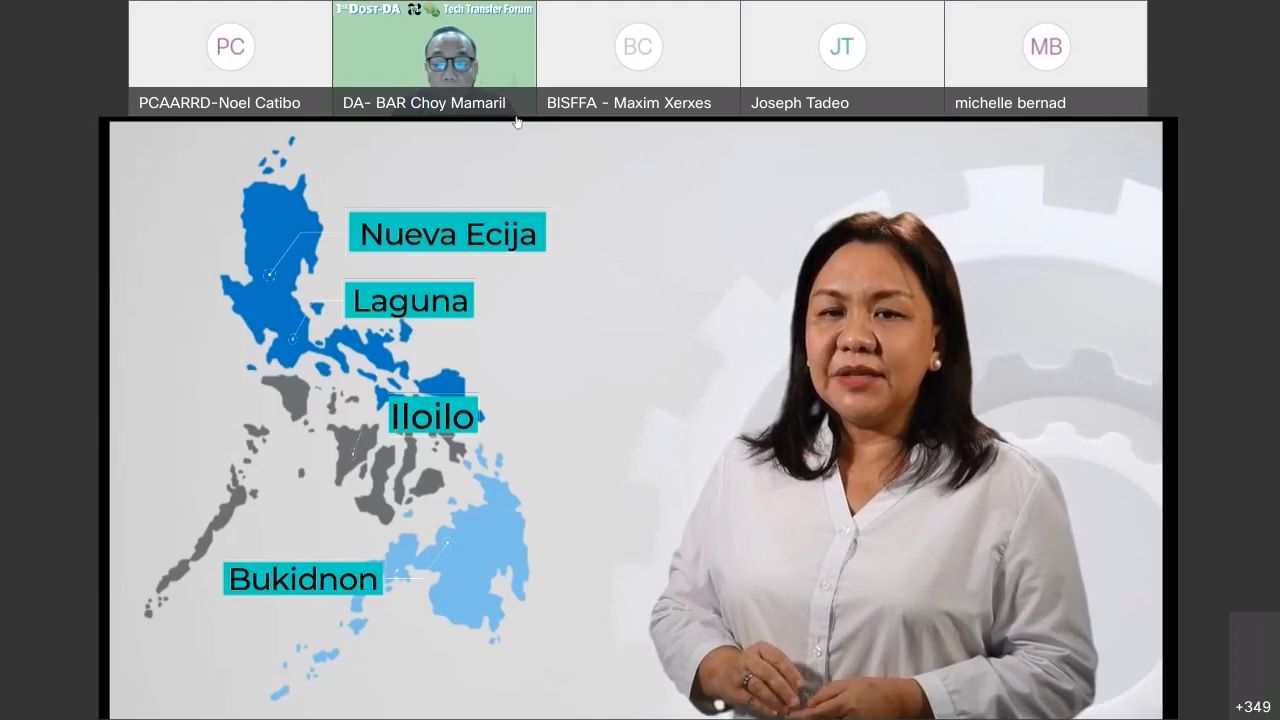 PC
1st DOST-DA Tech Transfer Forum
BC
JT
MB
PCAARRD-Noel Catibo
DA- BAR Choy Mamaril
BISFFA - Maxim Xerxes
Joseph Tadeo
michelle bernad
Nueva Ecija
Laguna
Iloilo
Bukidnon
+349